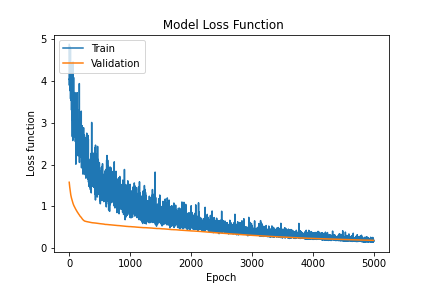 Model Loss Function
Train
Validation
Loss function
5
4
3
2
1
0
0 1000 2000 3000 4000 5000
Epoch